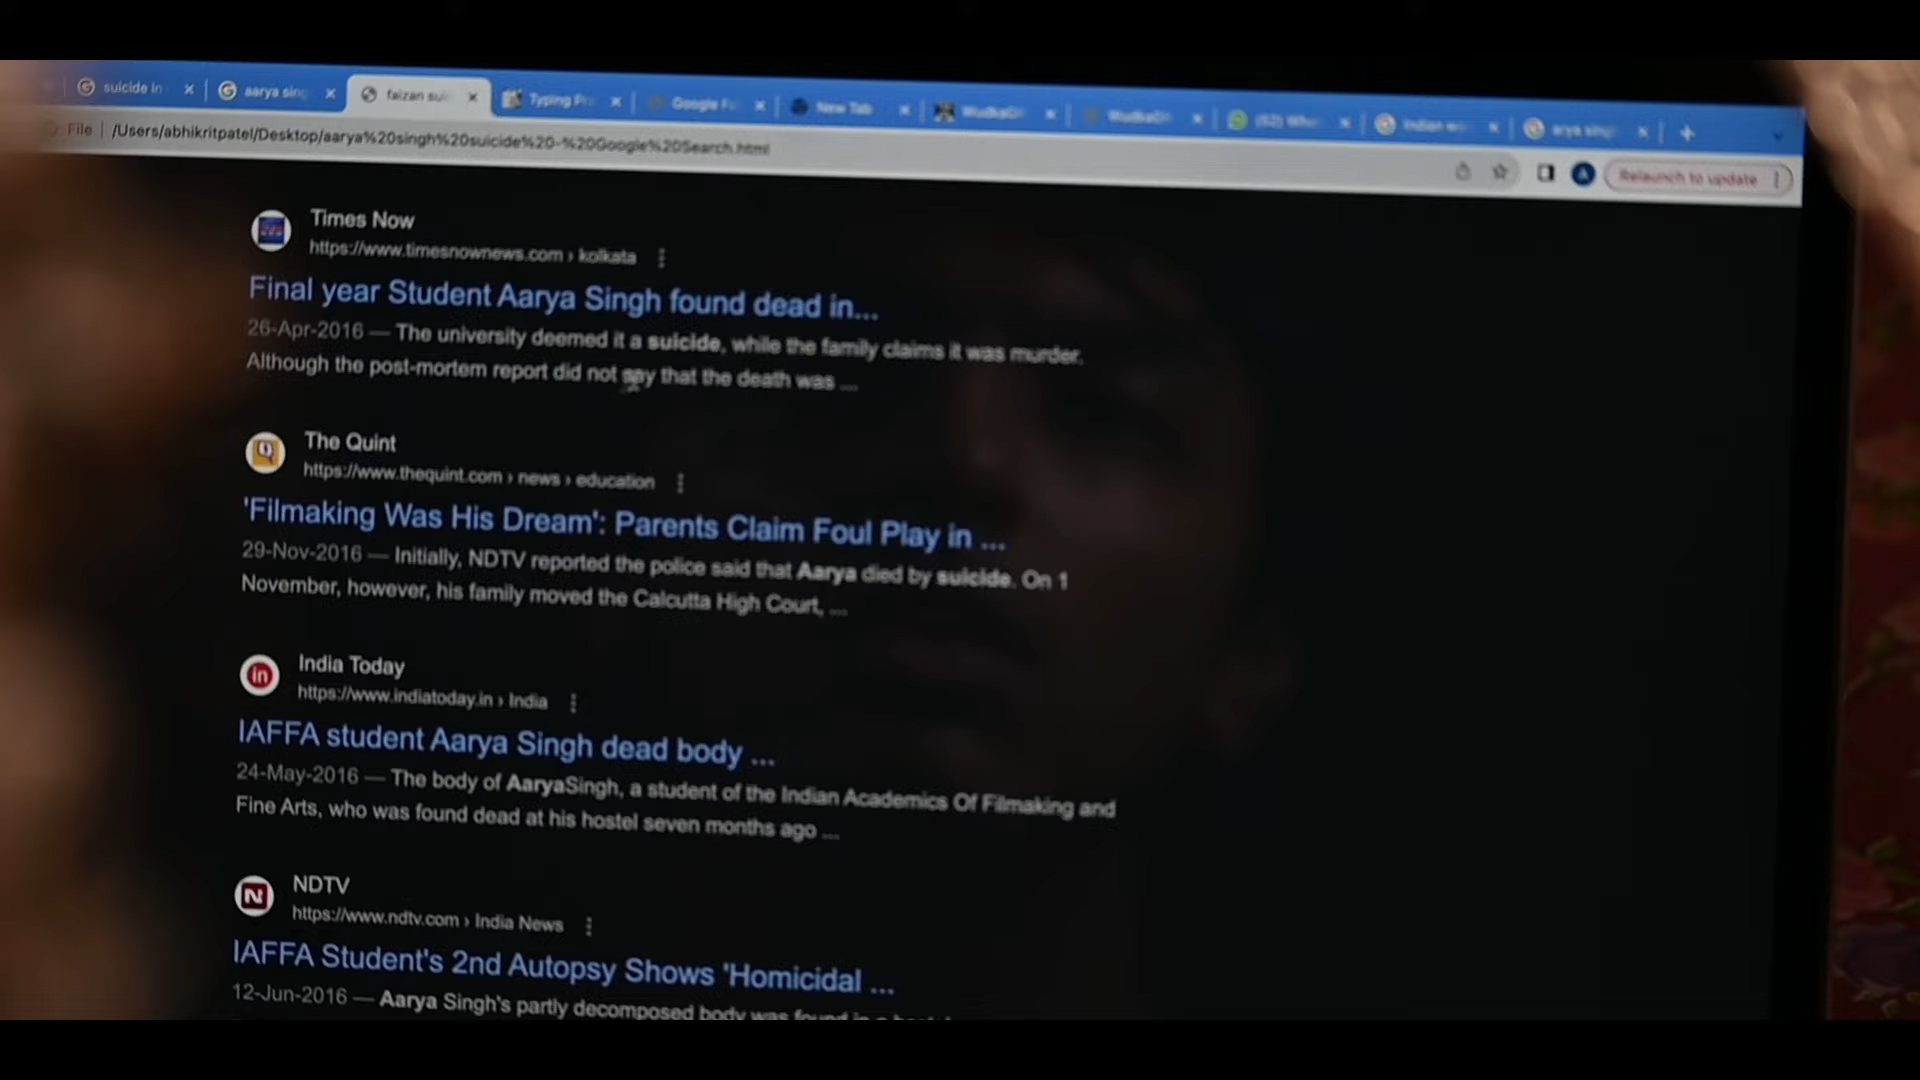 suicide in
aarya sing
faizan sui
Typing Pr
New Tab
File
/Users/abhikritpatel/Desktop/aarya%20singh%20suicide%20-%20Google%20Search.html
Relaunch to update
Times Now
https://www.timesnownews.com › kolkata
Final year Student Aarya Singh found dead in...
26-Apr-2016 — The university deemed it a suicide, while the family claims it was murder.
Although the post-mortem report did not say that the death was ...
The Quint
https://www.thequint.com › news › education
'Filmaking Was His Dream': Parents Claim Foul Play in ...
29-Nov-2016 — Initially, NDTV reported the police said that Aarya died by suicide. On 1
November, however, his family moved the Calcutta High Court, ...
India Today
https://www.indiatoday.in › India
IAFFA student Aarya Singh dead body ...
24-May-2016 — The body of AaryaSingh, a student of the Indian Academics Of Filmaking and
Fine Arts, who was found dead at his hostel seven months ago ...
NDTV
https://www.ndtv.com › India News
IAFFA Student's 2nd Autopsy Shows 'Homicidal ...
12-Jun-2016 — Aarya Singh's partly decomposed body was found in a